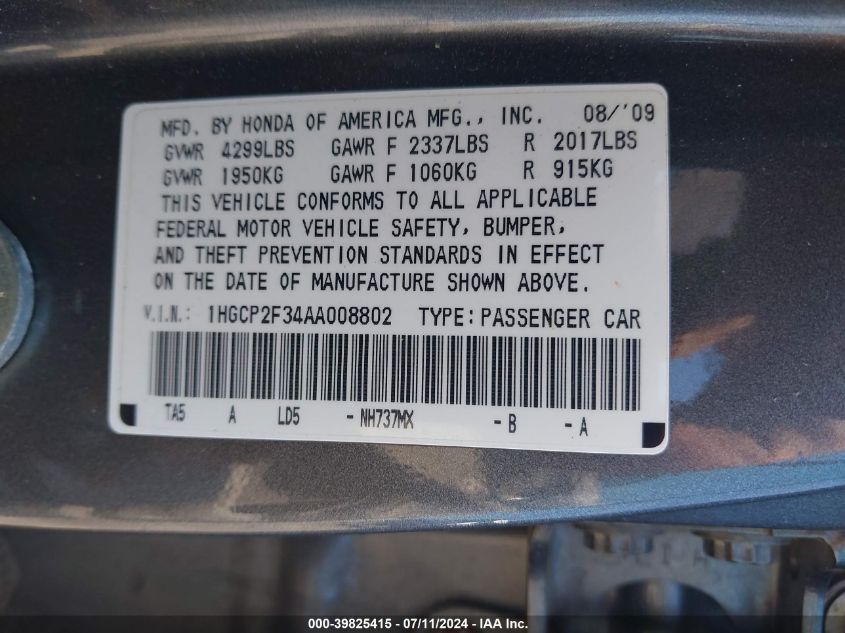 MFD. BY HONDA OF AMERICA MFG., INC. 08/'09
GVWR 4299LBS GAWR F 2337LBS R 2017LBS
GVWR 1950KG GAWR F 1060KG R 915KG
THIS VEHICLE CONFORMS TO ALL APPLICABLE
FEDERAL MOTOR VEHICLE SAFETY, BUMPER,
AND THEFT PREVENTION STANDARDS IN EFFECT
ON THE DATE OF MANUFACTURE SHOWN ABOVE.
V.I.N.: 1HGCP2F34AA008802 TYPE: PASSENGER CAR
TA5 A LD5 -NH737MX -B -A
000-39825415 - 07/11/2024 - IAA Inc.